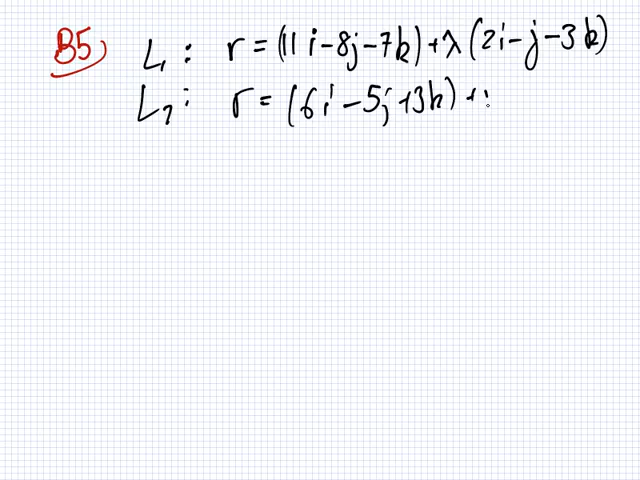 B5) L₁ : r = (11i - 8j - 7k) + λ(2i - j - 3k)
L₂ : r = (6i - 5j + 3k) +